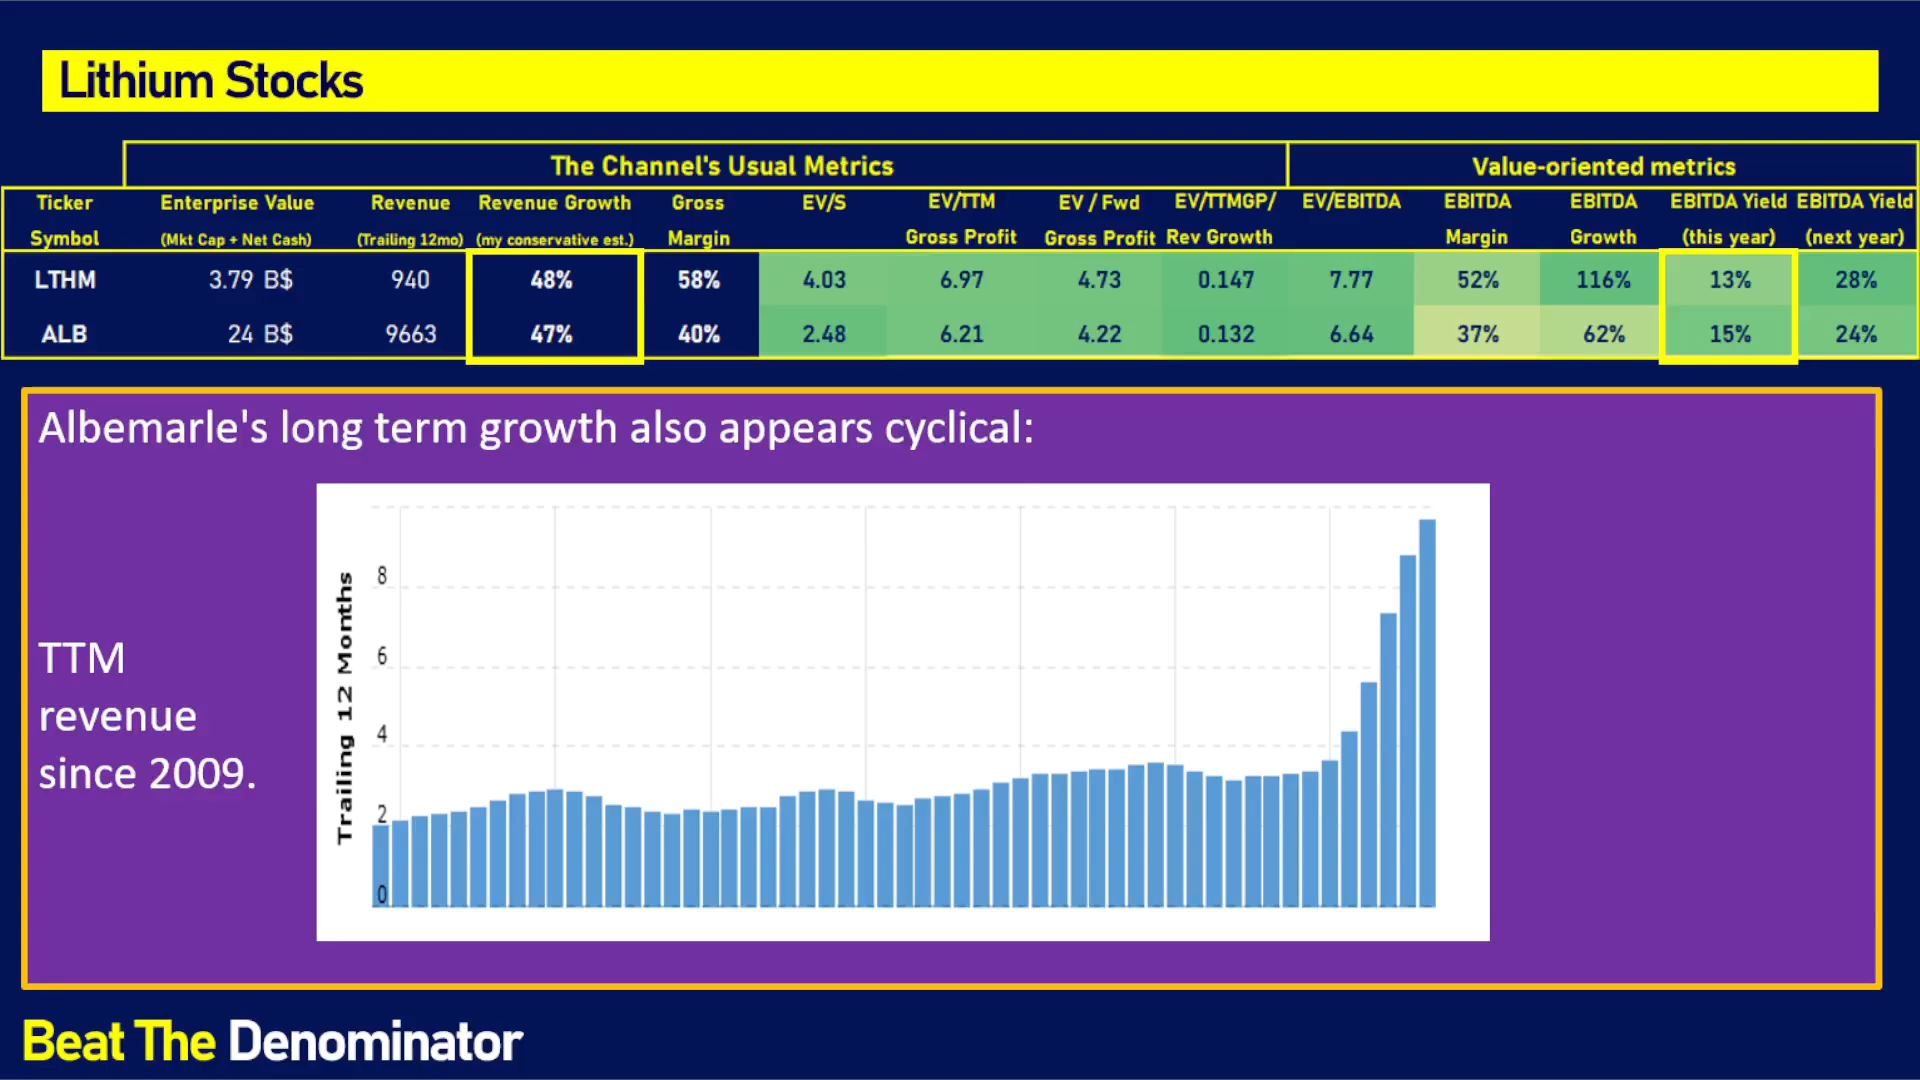 Lithium Stocks
The Channel's Usual Metrics Value-oriented metrics
Ticker Enterprise Value Revenue Revenue Growth Gross EV/S EV/TTM EV / Fwd EV/TTMGP/ EV/EBITDA EBITDA EBITDA EBITDA Yield EBITDA Yield
Symbol (Mkt Cap + Net Cash) (Trailing 12mo) (my conservative est.) Margin Gross Profit Gross Profit Rev Growth Margin Growth (this year) (next year)
LTHM 3.79 B$ 940 48% 58% 4.03 6.97 4.73 0.147 7.77 52% 116% 13% 28%
ALB 24 B$ 9663 47% 40% 2.48 6.21 4.22 0.132 6.64 37% 62% 15% 24%
Albemarle's long term growth also appears cyclical:
TTM
revenue
since 2009.
Trailing 12 Months
8
6
4
2
0
Beat The Denominator